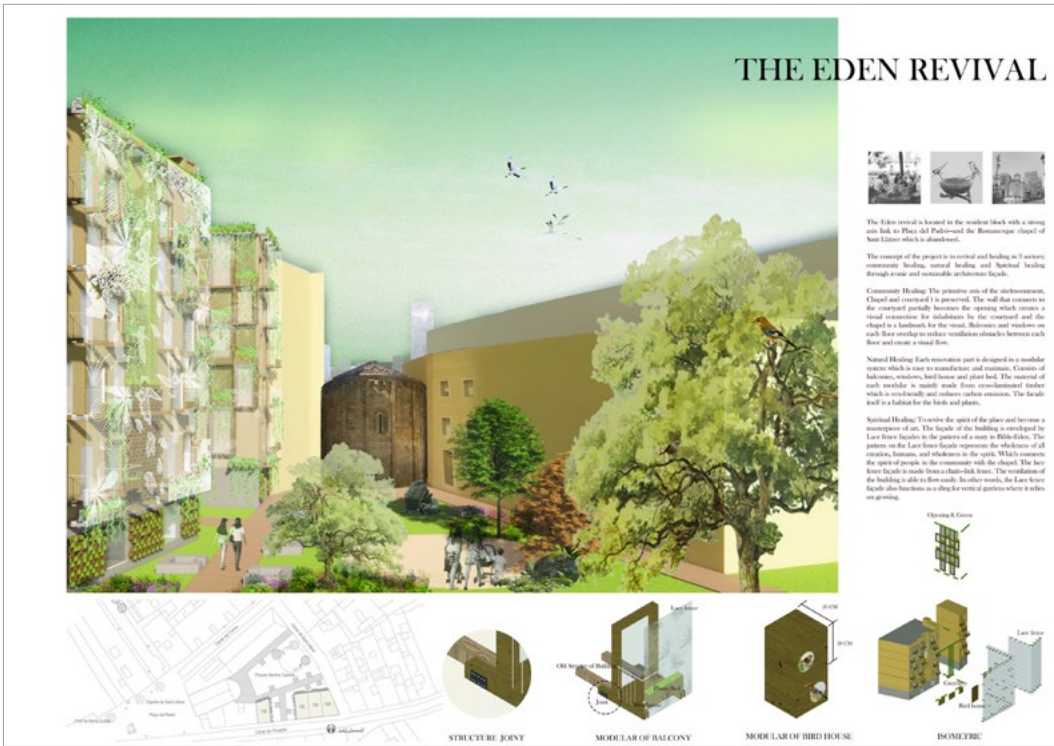 THE EDEN REVIVAL
The Eden revival is located in the resident block with a strong
axis link to Plaça del Padró—and the Romanesque chapel of
Sant Llàtzer which is abandoned.
The concept of the project is to revival and healing in 3 sectors;
community healing, natural healing and Spiritual healing
through iconic and sustainable architecture façade.
Community Healing: The primitive axis of the
Chapel and courtyard ) is preserved. The wall that connects to
the courtyard partially becomes the opening which creates a
visual connection for inhabitants by the courtyard and the
chapel is a landmark for the visual. Balconies and windows on
each floor overlap to reduce ventilation obstacles between each
floor and create a visual flow.
Natural Healing: Each renovation part is designed in a modular
system which is easy to manufacture and maintain. Consists of
balconies, windows, bird house and plant bed. The material of
each modular is mainly made from cross-laminated timber
which is eco-friendly and reduces carbon emission. The facade
itself is a habitat for the birds and plants.
Spiritual Healing: To revive the spirit of the place and become a
masterpiece of art. The façade of the building is enveloped by
Lace fence façades in the pattern of a story in Bible-Eden. The
pattern on the Lace fence façade represents the wholeness of all
creation, humans, and wholeness in the spirit. Which connects
the spirit of people in the community with the chapel. The lace
fence façade is made from a chain-link fence. The ventilation of
the building is able to flow easily. In other words, the Lace fence
façade also functions as a sling for vertical gardens where it relies
on growing.
Opening & Green
Lace fence
Old Structure of Building
Joint
10 CM
20 CM
Lace fence
Green
Bird house
STRUCTURE JOINT
MODULAR OF BALCONY
MODULAR OF BIRD HOUSE
ISOMETRIC